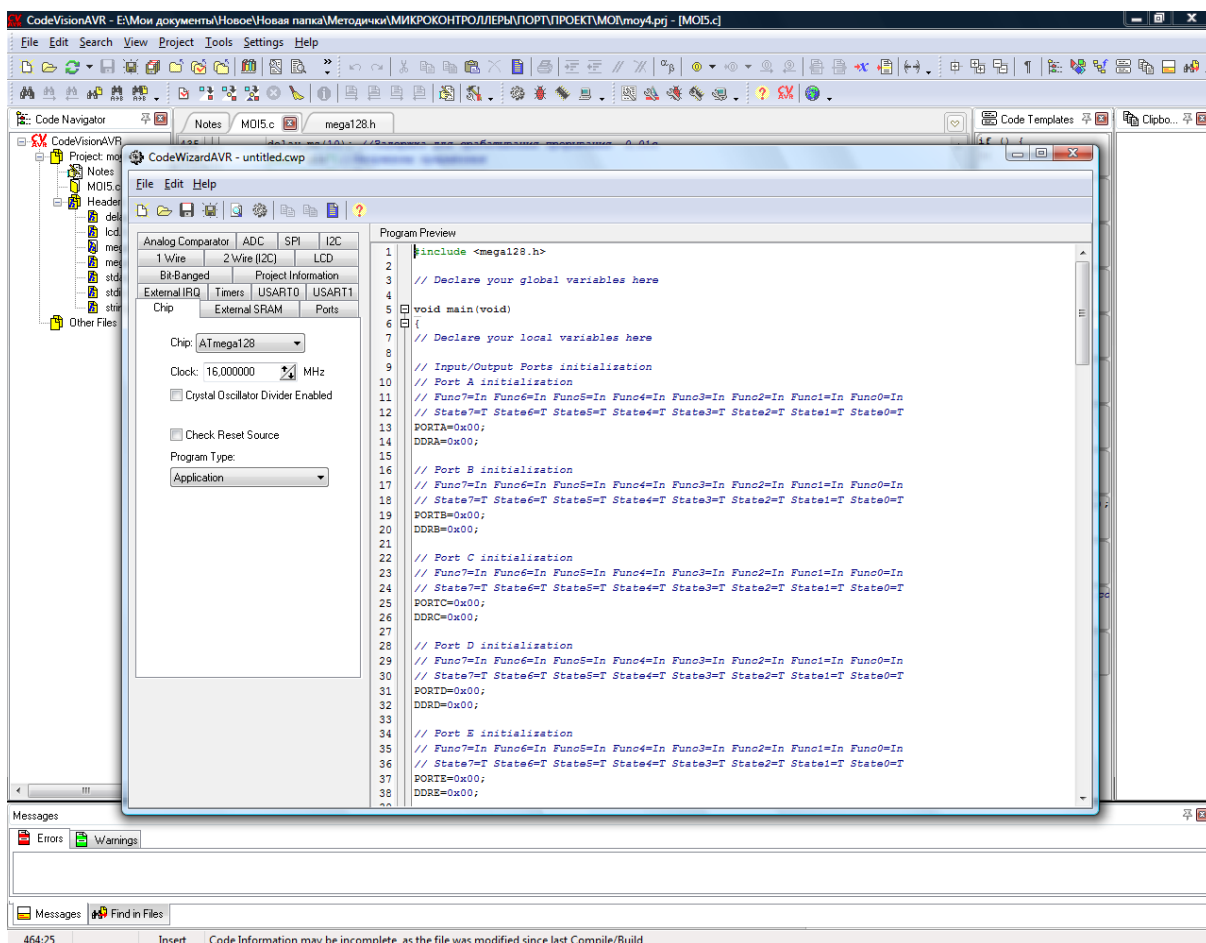 CodeVisionAVR - E:\Мои документы\Новое\Новая папка\Методички\МИКРОКОНТРОЛЛЕРЫ\ПОРТ\ПРОЕКТ\MOI\moy4.prj - [MOI5.c]
File Edit Search View Project Tools Settings Help
Code Navigator
Notes MOI5.c mega128.h
Code Templates
Clipbo...
CodeVisionAVR
Project: mo
Notes
MOI5.c
Header
dela
lcd.
meg
meg
stda
stdi
strin
Other Files
CodeWizardAVR - untitled.cwp
File Edit Help
Analog Comparator ADC SPI I2C
1 Wire 2 Wire (I2C) LCD
Bit-Banged Project Information
External IRQ Timers USART0 USART1
Chip External SRAM Ports
Chip: ATmega128
Clock: 16,000000 MHz
Crystal Oscillator Divider Enabled
Check Reset Source
Program Type:
Application
Program Preview
1 #include <mega128.h>
2
3 // Declare your global variables here
4
5 void main(void)
6 {
7 // Declare your local variables here
8
9 // Input/Output Ports initialization
10 // Port A initialization
11 // Func7=In Func6=In Func5=In Func4=In Func3=In Func2=In Func1=In Func0=In
12 // State7=T State6=T State5=T State4=T State3=T State2=T State1=T State0=T
13 PORTA=0x00;
14 DDRA=0x00;
15
16 // Port B initialization
17 // Func7=In Func6=In Func5=In Func4=In Func3=In Func2=In Func1=In Func0=In
18 // State7=T State6=T State5=T State4=T State3=T State2=T State1=T State0=T
19 PORTB=0x00;
20 DDRB=0x00;
21
22 // Port C initialization
23 // Func7=In Func6=In Func5=In Func4=In Func3=In Func2=In Func1=In Func0=In
24 // State7=T State6=T State5=T State4=T State3=T State2=T State1=T State0=T
25 PORTC=0x00;
26 DDRC=0x00;
27
28 // Port D initialization
29 // Func7=In Func6=In Func5=In Func4=In Func3=In Func2=In Func1=In Func0=In
30 // State7=T State6=T State5=T State4=T State3=T State2=T State1=T State0=T
31 PORTD=0x00;
32 DDRD=0x00;
33
34 // Port E initialization
35 // Func7=In Func6=In Func5=In Func4=In Func3=In Func2=In Func1=In Func0=In
36 // State7=T State6=T State5=T State4=T State3=T State2=T State1=T State0=T
37 PORTE=0x00;
38 DDRE=0x00;
Messages
Errors Warnings
Messages Find in Files
464:25 Insert Code Information may be incomplete, as the file was modified since last Compile/Build